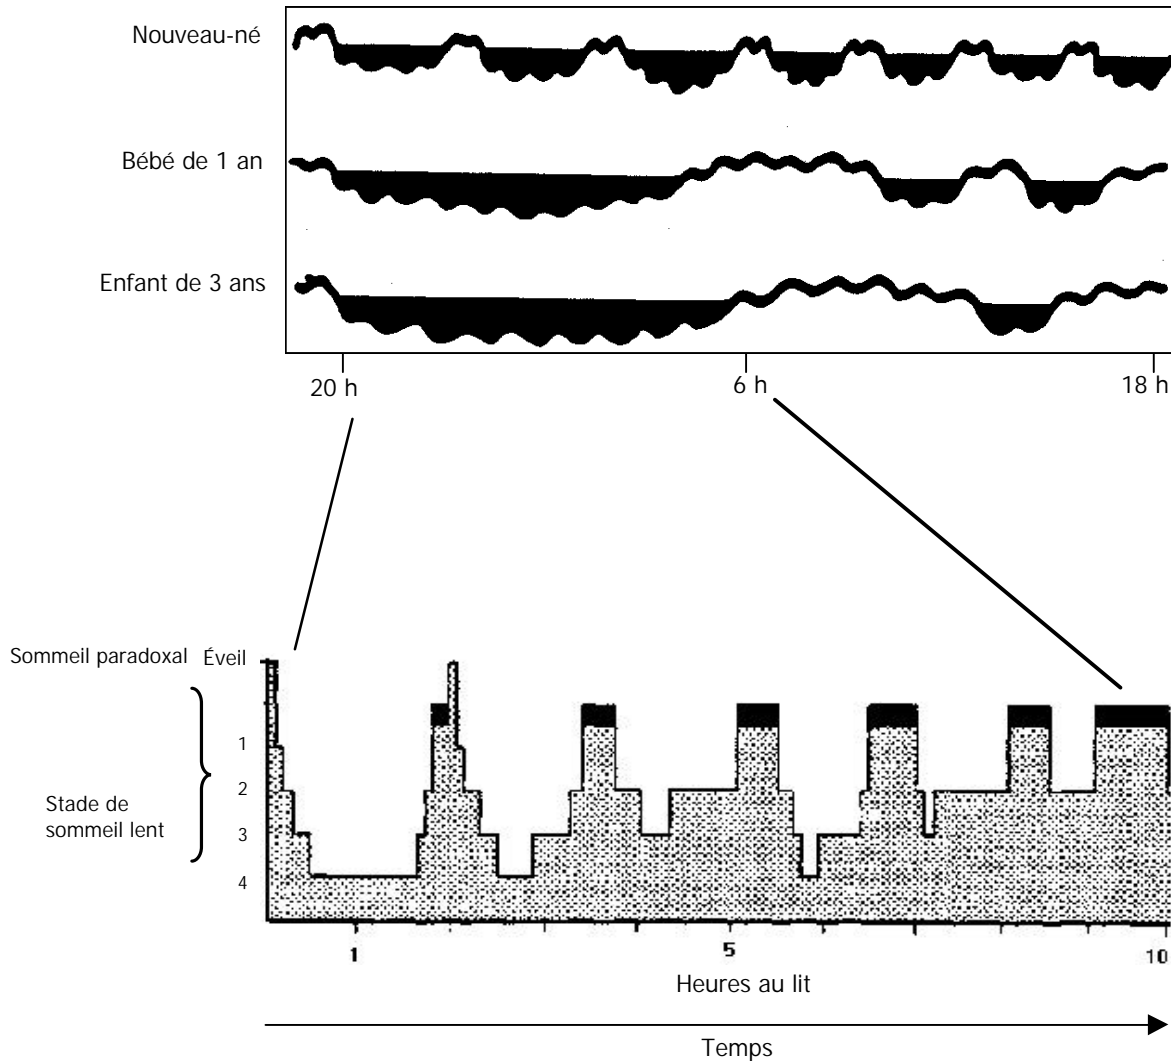 Nouveau-né
Bébé de 1 an
Enfant de 3 ans
20 h
6 h
18 h
Sommeil paradoxal
Éveil
1
2
3
4
Stade de
sommeil lent
1
5
10
Heures au lit
Temps